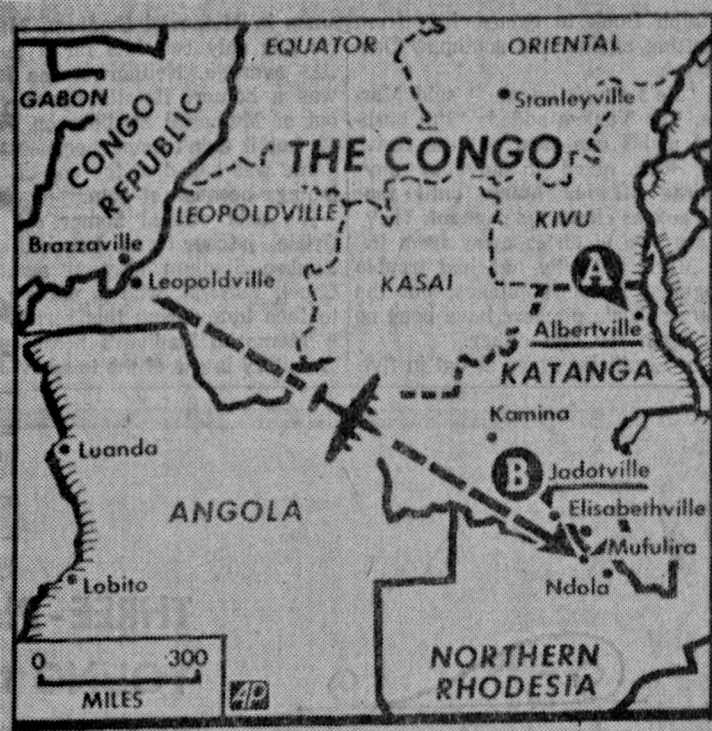 EQUATOR
ORIENTAL
GABON
CONGO
REPUBLIC
Stanleyville
THE CONGO
LEOPOLDVILLE
KIVU
Brazzaville
Leopoldville
KASAI
A
Albertville
KATANGA
Kamina
Luanda
B
Jadotville
ANGOLA
Elisabethville
Mufulira
Lobito
Ndola
0 300
MILES
AP
NORTHERN
RHODESIA